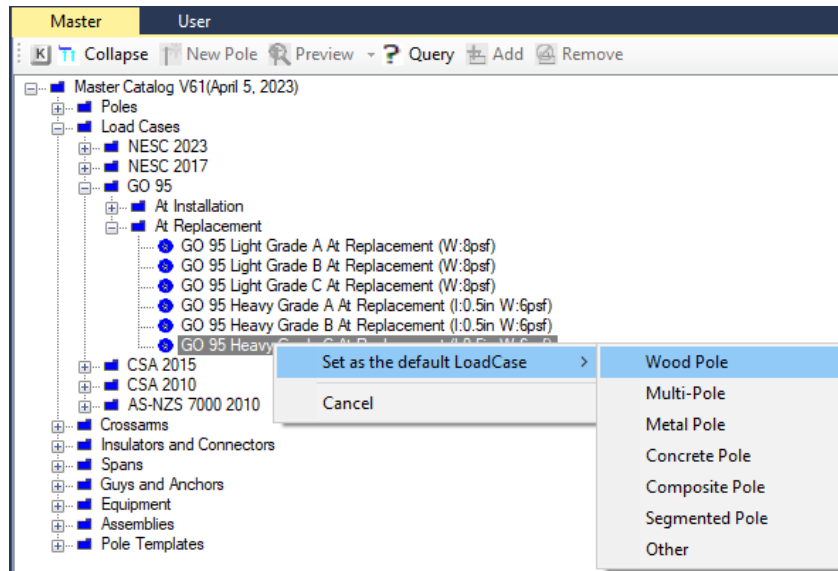 Master User
K Collapse New Pole Preview ? Query Add Remove
Master Catalog V61(April 5, 2023)
Poles
Load Cases
NESC 2023
NESC 2017
GO 95
At Installation
At Replacement
GO 95 Light Grade A At Replacement (W:8psf)
GO 95 Light Grade B At Replacement (W:8psf)
GO 95 Light Grade C At Replacement (W:8psf)
GO 95 Heavy Grade A At Replacement (I:0.5in W:6psf)
GO 95 Heavy Grade B At Replacement (I:0.5in W:6psf)
GO 95 Heavy
CSA 2015
CSA 2010
AS-NZS 7000 2010
Crossarms
Insulators and Connectors
Spans
Guys and Anchors
Equipment
Assemblies
Pole Templates
Set as the default LoadCase >
Cancel
Wood Pole
Multi-Pole
Metal Pole
Concrete Pole
Composite Pole
Segmented Pole
Other